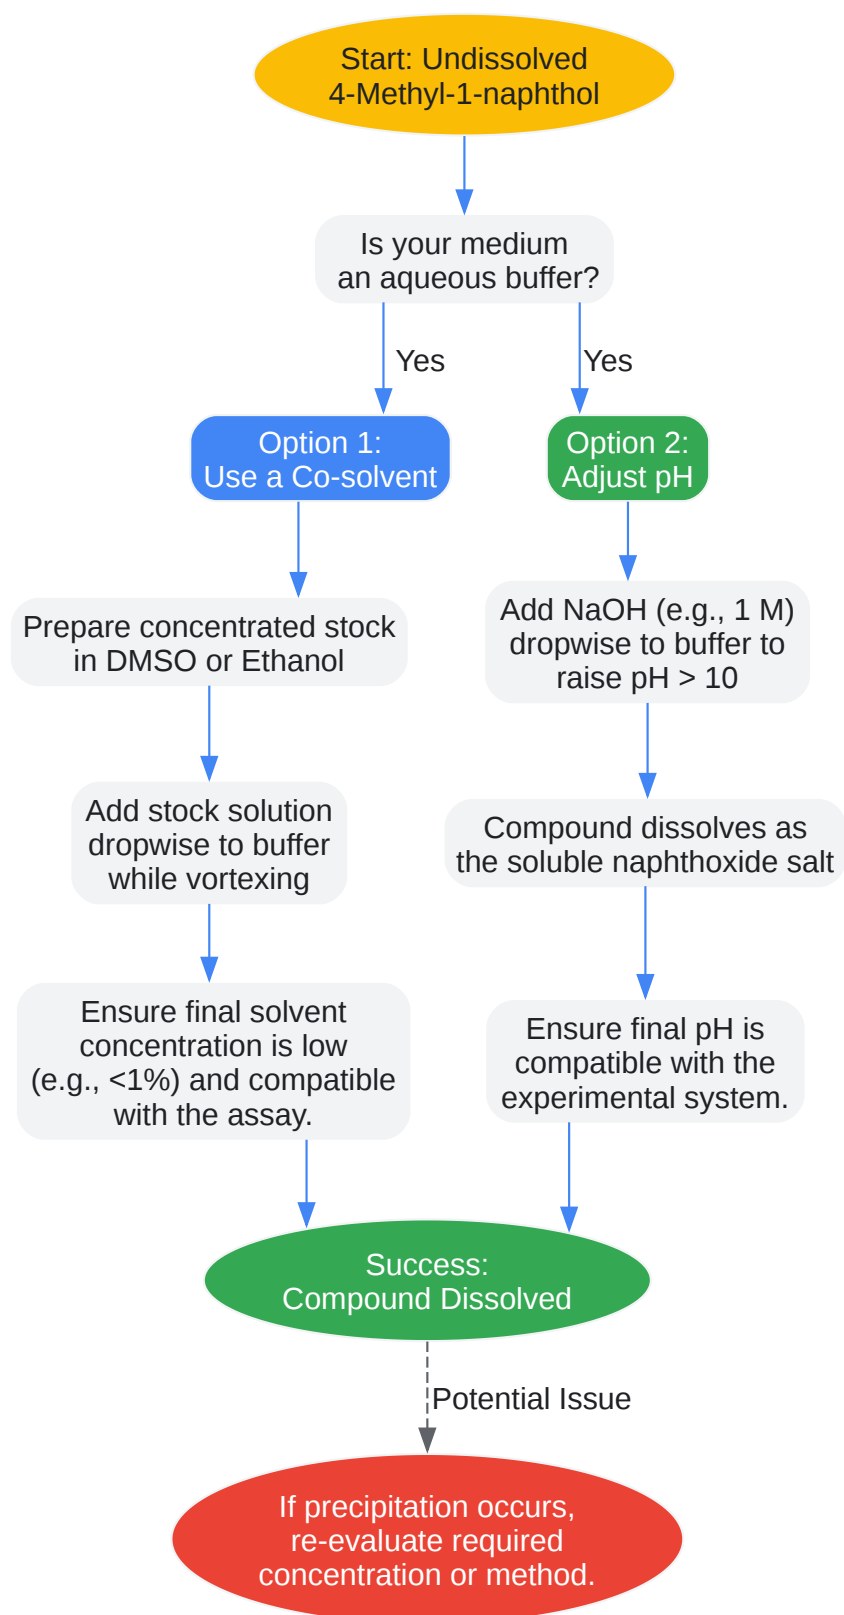 Start: Undissolved
4-Methyl-1-naphthol
Is your medium
an aqueous buffer?
Yes
Yes
Option 1:
Use a Co-solvent
Option 2:
Adjust pH
Prepare concentrated stock
in DMSO or Ethanol
Add NaOH (e.g., 1 M)
dropwise to buffer to
raise pH > 10
Add stock solution
dropwise to buffer
while vortexing
Compound dissolves as
the soluble naphthoxide salt
Ensure final solvent
concentration is low
(e.g., <1%) and compatible
with the assay.
Ensure final pH is
compatible with the
experimental system.
Success:
Compound Dissolved
Potential Issue
If precipitation occurs,
re-evaluate required
concentration or method.